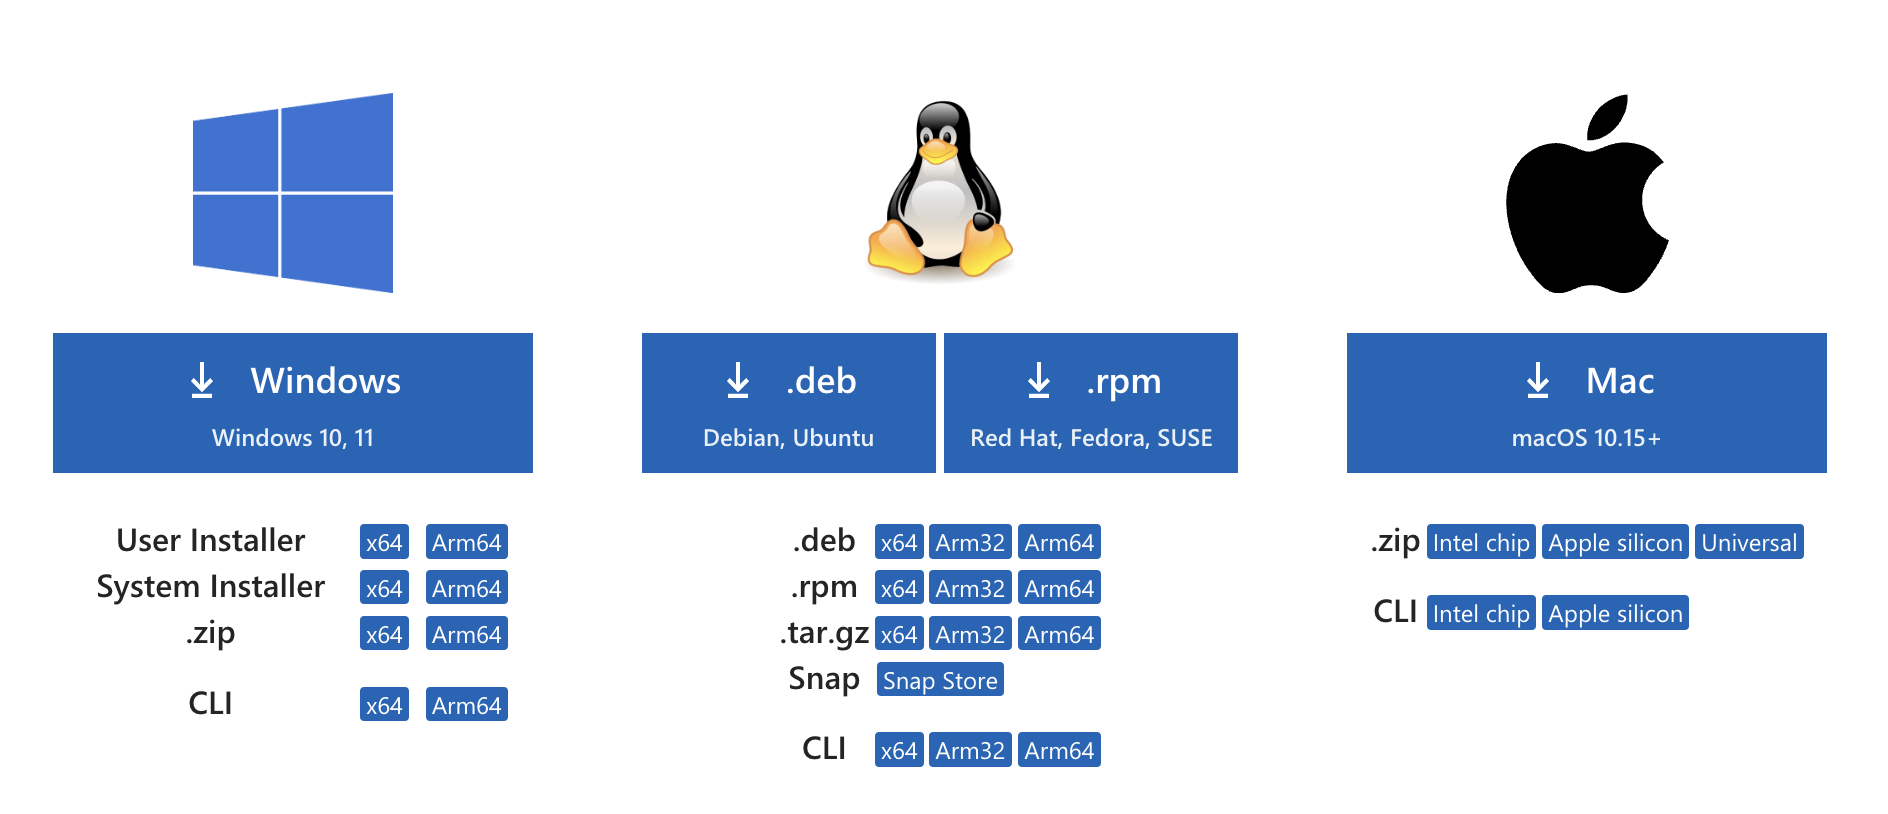 Windows
Windows 10, 11
User Installer x64 Arm64
System Installer x64 Arm64
.zip x64 Arm64
CLI x64 Arm64
.deb
Debian, Ubuntu
.rpm
Red Hat, Fedora, SUSE
.deb x64 Arm32 Arm64
.rpm x64 Arm32 Arm64
.tar.gz x64 Arm32 Arm64
Snap Snap Store
CLI x64 Arm32 Arm64
Mac
macOS 10.15+
.zip Intel chip Apple silicon Universal
CLI Intel chip Apple silicon